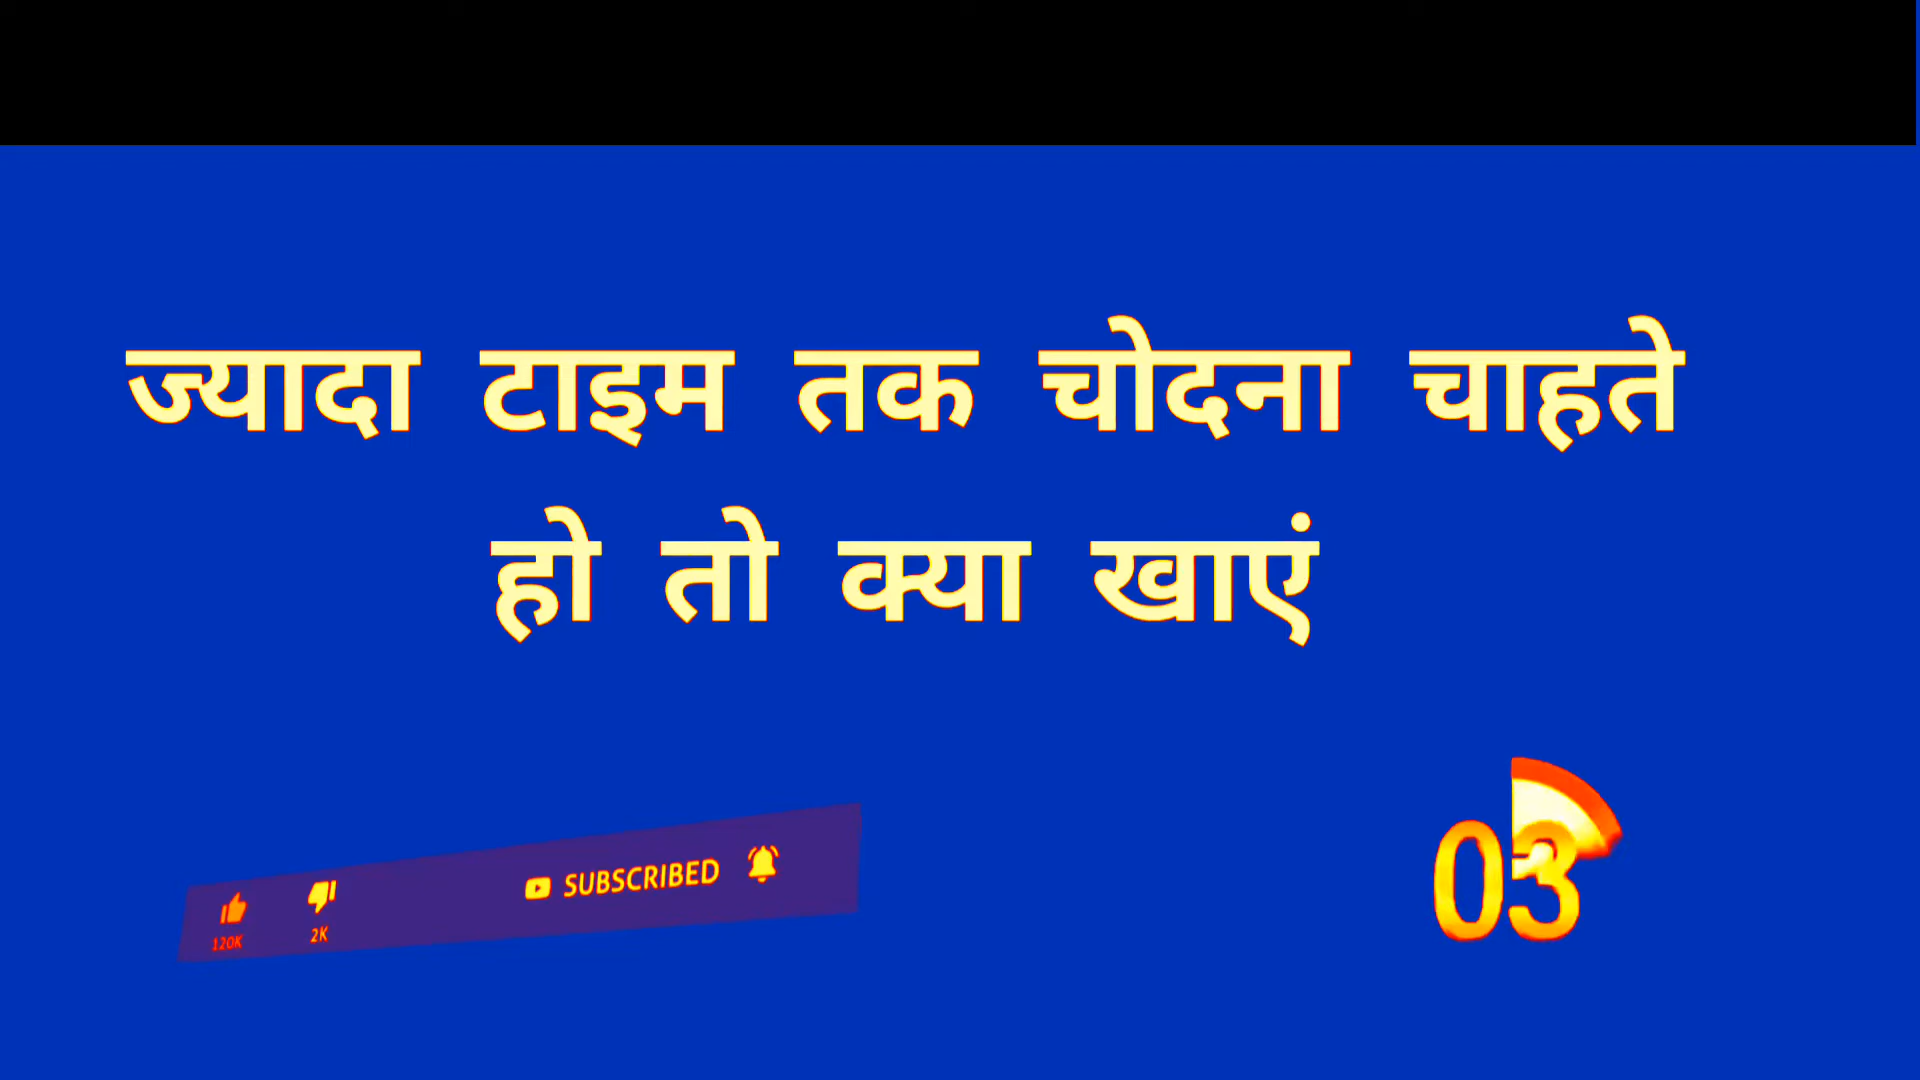 ज्यादा टाइम तक चोदना चाहते
हो तो क्या खाएं
SUBSCRIBED
120K
2K
03